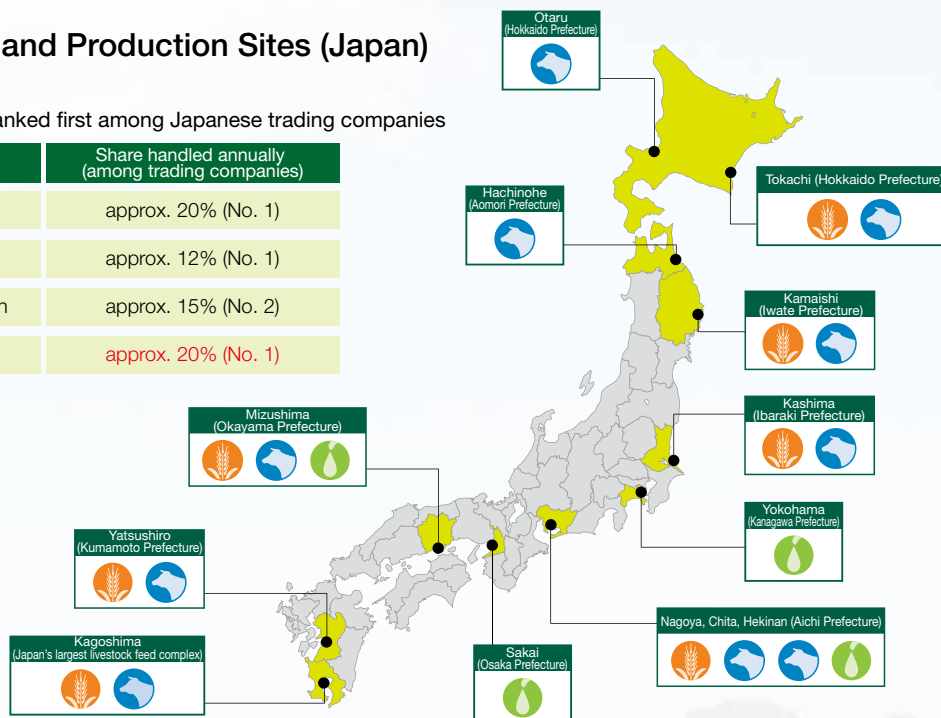 and Production Sites (Japan)
anked first among Japanese trading companies
Share handled annually
(among trading companies)
approx. 20% (No. 1)
approx. 12% (No. 1)
n approx. 15% (No. 2)
approx. 20% (No. 1)
Otaru
(Hokkaido Prefecture)
Tokachi (Hokkaido Prefecture)
Hachinohe
(Aomori Prefecture)
Kamaishi
(Iwate Prefecture)
Kashima
(Ibaraki Prefecture)
Mizushima
(Okayama Prefecture)
Yokohama
(Kanagawa Prefecture)
Yatsushiro
(Kumamoto Prefecture)
Nagoya, Chita, Hekinan (Aichi Prefecture)
Kagoshima
(Japan's largest livestock feed complex)
Sakai
(Osaka Prefecture)